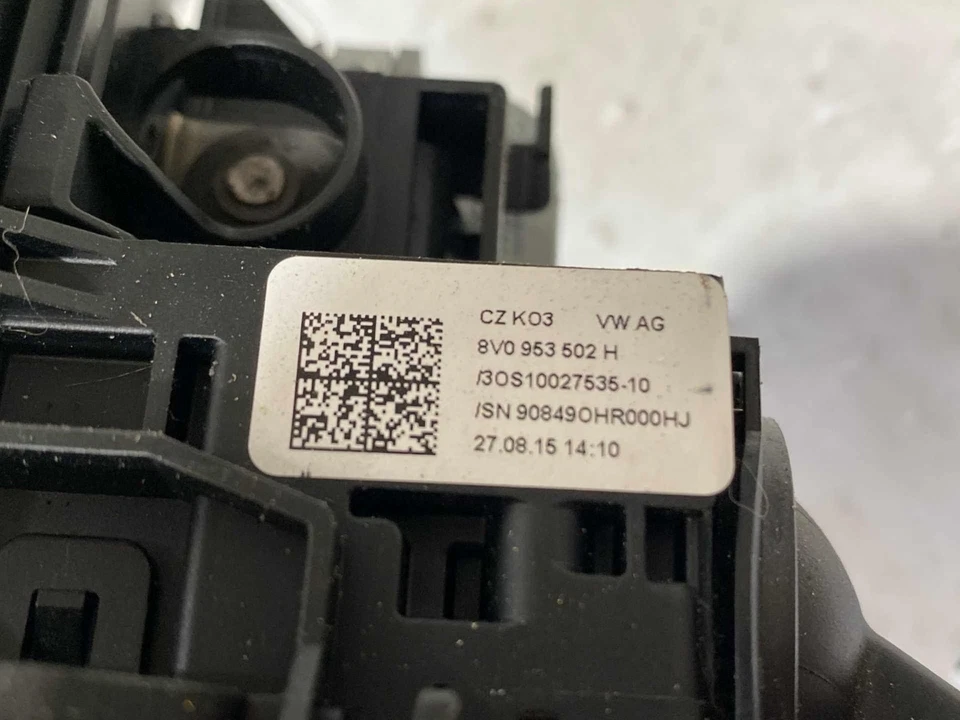 CZ KO3 VW AG
8V0 953 502 H
/3OS10027535-10
/SN 90849OHR000HJ
27.08.15 14:10